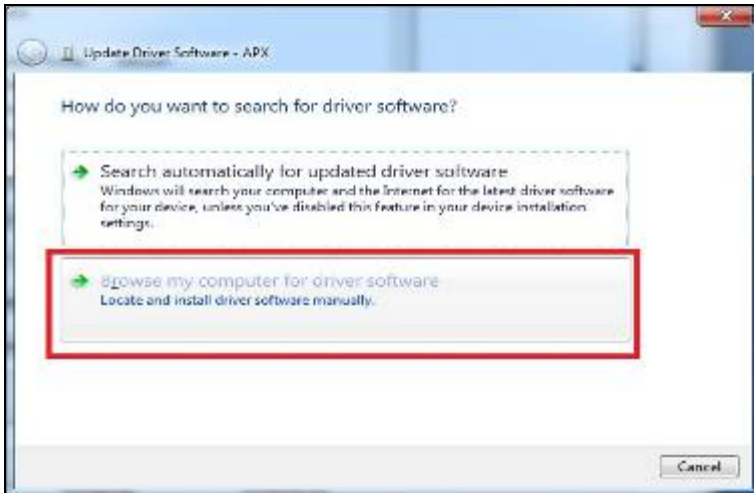 Update Driver Software - APX
How do you want to search for driver software?
Search automatically for updated driver software
Windows will search your computer and the Internet for the latest driver software
for your device, unless you've disabled this feature in your device installation
settings.
Browse my computer for driver software
Locate and install driver software manually.
Cancel